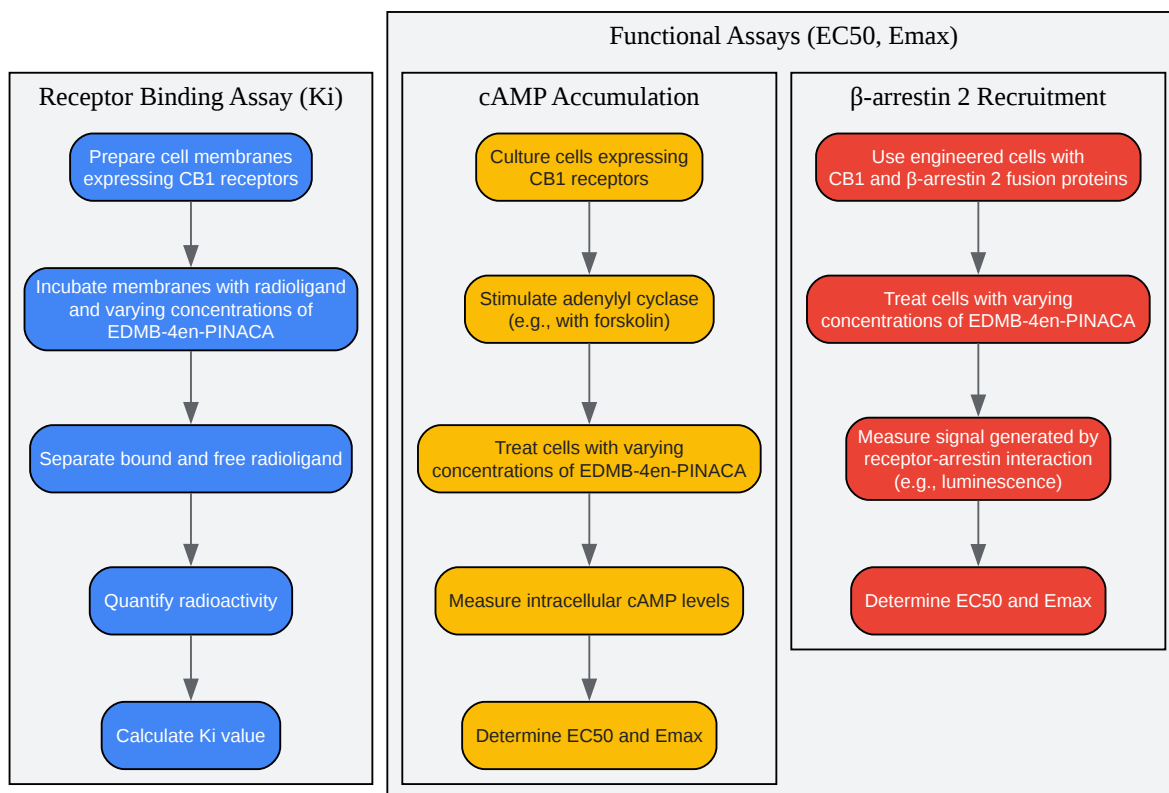 Functional Assays (EC50, Emax)
Receptor Binding Assay (Ki)
Prepare cell membranes
expressing CB1 receptors
Incubate membranes with radioligand
and varying concentrations of
EDMB-4en-PINACA
Separate bound and free radioligand
Quantify radioactivity
Calculate Ki value
cAMP Accumulation
Culture cells expressing
CB1 receptors
Stimulate adenylyl cyclase
(e.g., with forskolin)
Treat cells with varying
concentrations of EDMB-4en-PINACA
Measure intracellular cAMP levels
Determine EC50 and Emax
β-arrestin 2 Recruitment
Use engineered cells with
CB1 and β-arrestin 2 fusion proteins
Treat cells with varying
concentrations of EDMB-4en-PINACA
Measure signal generated by
receptor-arrestin interaction
(e.g., luminescence)
Determine EC50 and Emax